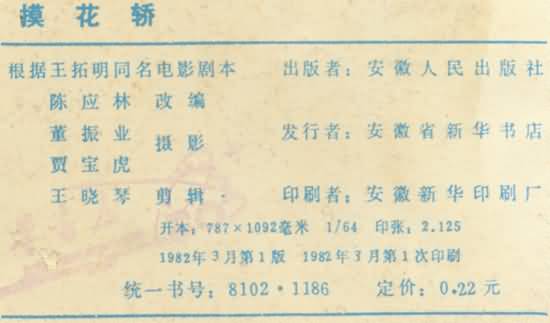 摸花轿
根据王拓明同名电影剧本 出版者：安徽人民出版社
陈应林 改编
董振业 摄影 发行者：安徽省新华书店
贾宝虎
王晓琴 剪辑· 印刷者：安徽新华印刷厂
开本：787×1092毫米 1/64 印张：2.125
1982年3月第1版 1982年3月第1次印刷
统一书号：8102·1186 定价：0.22元